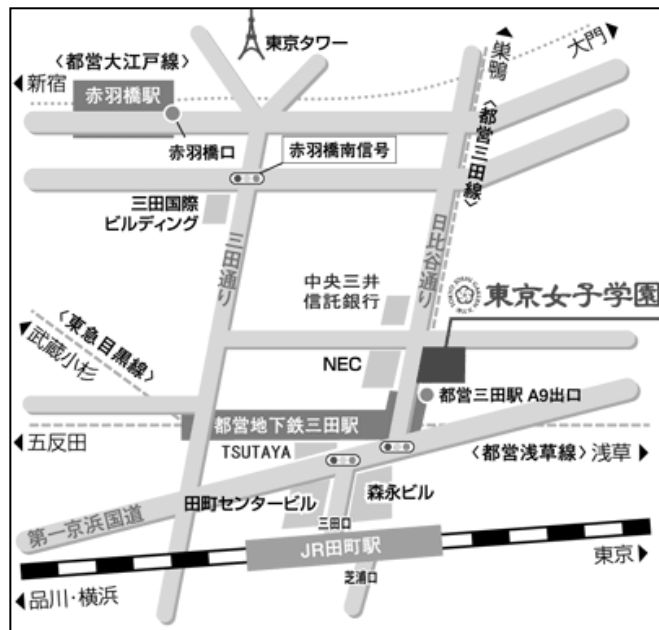 東京タワー
〈都営大江戸線〉
新宿
巣鴨
大門
赤羽橋駅
赤羽橋口
赤羽橋南信号
〈都営三田線〉
三田国際
ビルディング
三田通り
日比谷通り
中央三井
信託銀行
東京女子学園
〈東急目黒線〉
武蔵小杉
NEC
都営三田駅 A9出口
都営地下鉄三田駅
五反田
TSUTAYA
〈都営浅草線〉浅草
田町センタービル
森永ビル
第一京浜国道
三田口
JR田町駅
芝浦口
東京
品川・横浜